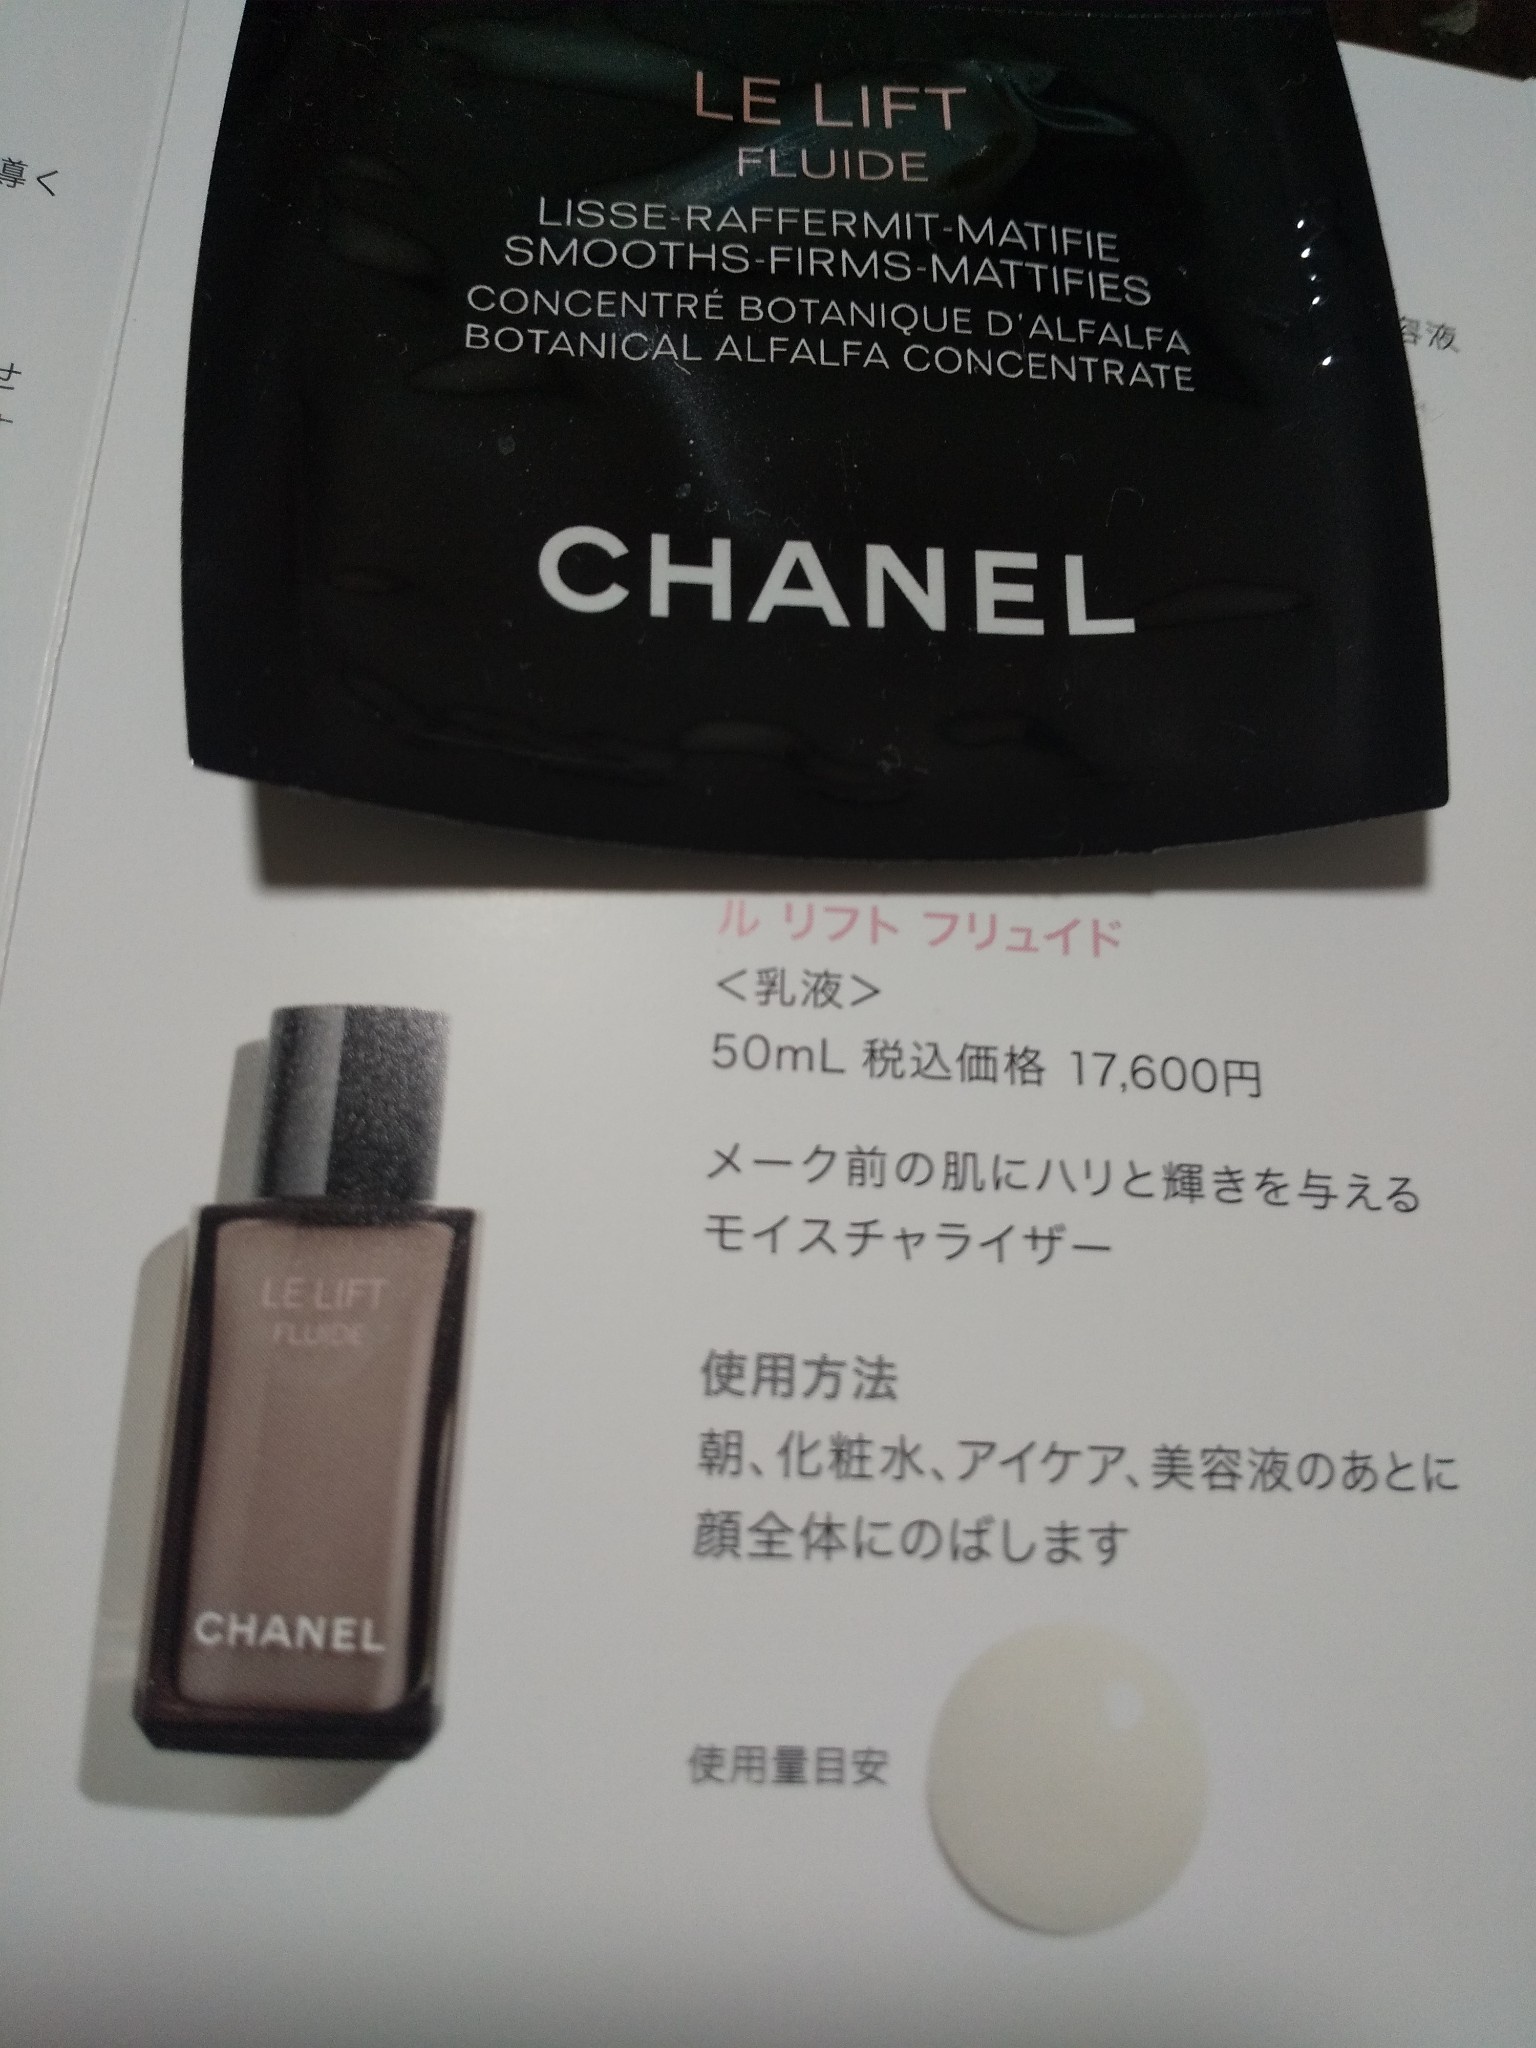 LE LIFT
FLUIDE
LISSE-RAFFERMIT-MATIFIE
SMOOTHS-FIRMS-MATTIFIES
CONCENTRÉ BOTANIQUE D'ALFALFA
BOTANICAL ALFALFA CONCENTRATE
CHANEL
導く
せ
容液
ル リフト フリュイド
<乳液>
50mL 税込価格 17,600円
メーク前の肌にハリと輝きを与える
モイスチャライザー
使用方法
朝、化粧水、アイケア、美容液のあとに
顔全体にのばします
使用量目安
LE LIFT
FLUIDE
CHANEL